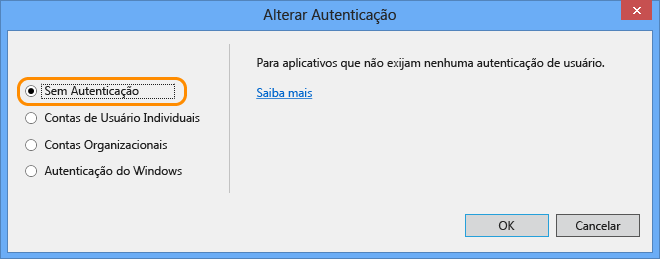 Alterar Autenticação
Sem Autenticação
Contas de Usuário Individuais
Contas Organizacionais
Autenticação do Windows
Para aplicativos que não exijam nenhuma autenticação de usuário.
Saiba mais
OK
Cancelar